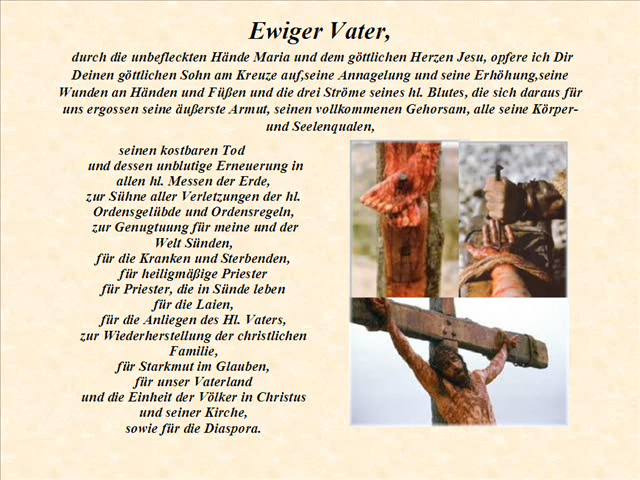 Ewiger Vater,
durch die unbefleckten Hände Maria und dem göttlichen Herzen Jesu, opfere ich Dir
Deinen göttlichen Sohn am Kreuze auf,seine Annagelung und seine Erhöhung,seine
Wunden an Händen und Füßen und die drei Ströme seines hl. Blutes, die sich daraus für
uns ergossen seine äußerste Armut, seinen vollkommenen Gehorsam, alle seine Körper-
und Seelenqualen,
seinen kostbaren Tod
und dessen unblutige Erneuerung in
allen hl. Messen der Erde,
zur Sühne aller Verletzungen der hl.
Ordensgelübde und Ordensregeln,
zur Genugtuung für meine und der
Welt Sünden,
für die Kranken und Sterbenden,
für heiligmäßige Priester
für Priester, die in Sünde leben
für die Laien,
für die Anliegen des Hl. Vaters,
zur Wiederherstellung der christlichen
Familie,
für Starkmut im Glauben,
für unser Vaterland
und die Einheit der Völker in Christus
und seiner Kirche,
sowie für die Diaspora.